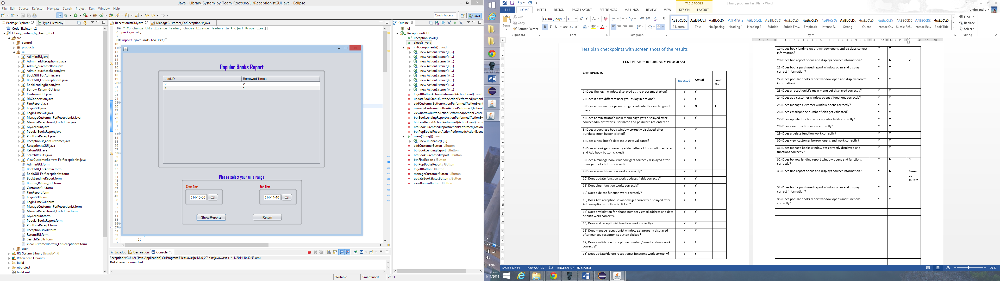 Java - Library_System_by_Team_Root/src/ui/ReceptionistGUI.java - Eclipse
File Edit Source Refactor Navigate Search Project Run Window Help
Quick Access
Java
Package Explorer
Type Hierarchy
Code_Skeleton_v2
Library_System_by_Team_Root
src
control
products
ui
AdiminGUI.java
Admin_addReceptionist.java
Admin_purchaseBook.java
Admin_purchaseReport.java
BookGUI_ForAdmin.java
BookGUI_ForReceptionist.java
BookLendingReport.java
Borrow_Return_GUI.java
CustomerGUI.java
DBConnection.java
FineReport.java
LoginGUI.java
LoginTimeGUI.java
ManageCustomer_ForReceptionist.java
ManageRecepitonist_ForAdmin.java
MyAccount.java
PopularBooksReport.java
PrintFineReceipt.java
Receptionist_addCustomer.java
ReceptionistGUI.java
ReturnGUI.java
SearchResults.java
ViewCustomerBorrow_ForReceptionist.java
AdiminGUI.form
BookGUI_ForAdmin.form
BookGUI_ForReceptionist.form
BookLendingReport.form
Borrow_Return_GUI.form
CustomerGUI.form
FineReport.form
LoginGUI.form
LoginTimeGUI.form
ManageCustomer_ForReceptionist.form
ManageRecepitonist_ForAdmin.form
MyAccount.form
PopularBooksReport.form
PrintFineReceipt.form
ReceptionistGUI.form
ReturnGUI.form
SearchResults.form
ViewCustomerBorrow_ForReceptionist.form
user
JRE System Library [JavaSE-1.7]
Referenced Libraries
build
nbproject
build.xml
ReceptionistGUI.java
ManageCustomer_ForReceptionist.java
2 * To change this license header, choose License Headers in Project Properties.
6 package ui;
7
8 import java.awt.Toolkit;
Popular Books Report
bookID Borrowed Times
2 2
1 1
Please select your time range
Start Date
End Date
014-10-06
014-11-10
Show Reports
Return
60 });
Javadoc
Declaration
Console
ReceptionistGUI (2) [Java Application] C:\Program Files\Java\jre1.8.0_20\bin\javaw.exe (1/11/2014 10:32:53 am)
Database connected
Writable
Smart Insert
26 : 1
Outline
ui
ReceptionistGUI
ReceptionistGUI()
close() : void
initComponents() : void
new ActionListener() {...}
new ActionListener() {...}
new ActionListener() {...}
new ActionListener() {...}
new ActionListener() {...}
new ActionListener() {...}
new ActionListener() {...}
new ActionListener() {...}
new ActionListener() {...}
logoffButtonActionPerformed(ActionEvent) : void
updateBookStatusButtonActionPerformed(ActionEvent
addCustomerButtonActionPerformed(ActionEvent
manageCustomerButtonActionPerformed(ActionEvent
viewBorrowButtonActionPerformed(ActionEvent) :
btnBookLendingReportActionPerformed(ActionEv
btnFineReportActionPerformed(ActionEvent) : void
btnBookPurchasedReportActionPerformed(Action
btnPopBooksReportActionPerformed(ActionEvent
main(String[]) : void
new Runnable() {...}
addCustomerButton : JButton
btnBookLendingReport : JButton
btnBookPurchasedReport : JButton
btnFineReport : JButton
btnPopBooksReport : JButton
logoffButton : JButton
manageCustomerButton : JButton
updateBookStatusButton : JButton
viewBorrowButton : JButton
ENG
10:33 a.m.
1/11/2014
TABLE TOOLS
Library program Test Plan - Word
FILE HOME INSERT DESIGN PAGE LAYOUT REFERENCES MAILINGS REVIEW VIEW DESIGN LAYOUT
andre andre
Paste
Cut
Copy
Format Painter
Clipboard
Calibri (Body) 11
Font
Paragraph
¶ Normal Title No Spacing Heading 1 Heading 2 Subtitle Subtle Em... Emphasis Intense E... Strong Quote Intense Q... Subtle Ref... Intense Re... Book Title
Styles
Find
Replace
Select
Editing
Test plan checkpoints with screen shots of the results
TEST PLAN FOR LIBRARY PROGRAM
CHECKPOINTS
Expected Actual Fault No
1) Does the login window displayed at the programs startup? Y Y
2) Does it have different user groups log in options? Y Y
3) Does a user name / password gets validated for each type of Y N 1
user?
4) Does administrator's main menu page gets displayed after Y Y
correct administrator's user name and password are entered?
5) Does a purchase book window correctly displayed after Y Y
Purchase Book button clicked?
6) Does a new book's data input gets validated? Y Y
7) Does a book gets correctly added after all information entered Y Y
and Add book button clicked?
8) Does a manage books window gets correctly displayed after Y Y
manage books button clicked?
9) Does a search function works correctly? Y Y
10) Does update function work updates fields correctly? Y Y
11) Does clear function works correctly? Y Y
12) Does a delete function work correctly? Y Y
13) Does Add receptionist window get correctly displayed after Y Y
Add receptionist button is clicked?
14) Does a validation for phone number / email address and date Y Y
of birth work correctly?
15) Does add receptionist function work correctly? Y Y
16) Does manage receptionist window get properly displayed Y Y
after manage receptionist button clicked?
17) Does a validation for a phone number / email address work Y Y
correctly?
18) Does update/delete receptionist functions work correctly? Y Y
19) Does book lending report window opens and displays correct Y Y
information?
20) Does fine report opens and displays correct information? Y N 2
21) Does books purchased report window open and display Y Y
correct information?
22) Does popular books report window open and display correct Y Y
information?
23) Does a receptionist's main menu get displayed correctly? Y Y
24) Does add customer window opens / functions correctly? Y Y
25) Does manage customer window opens correctly? Y Y
26) Does email/phone number fields get validated? Y Y
27) Does update function work updates fields correctly? Y Y
28) Does clear function works correctly? Y Y
29) Does a delete function work correctly? Y Y
30) Does view customer borrow opens and work correctly? Y Y
31) Does manage books window get correctly displayed and Y Y
functions correctly?
32) Does borrow lending report window opens and functions Y N 3
correctly?
33) Does fine report opens and displays correct information? Y N Same
as
fault 2
34) Does books purchased report window open and display Y Y
correct information?
35) Does popular books report window opens and functions Y Y
correctly?
PAGE 8 OF 34 1420 WORDS ENGLISH (UNITED STATES)
90 %